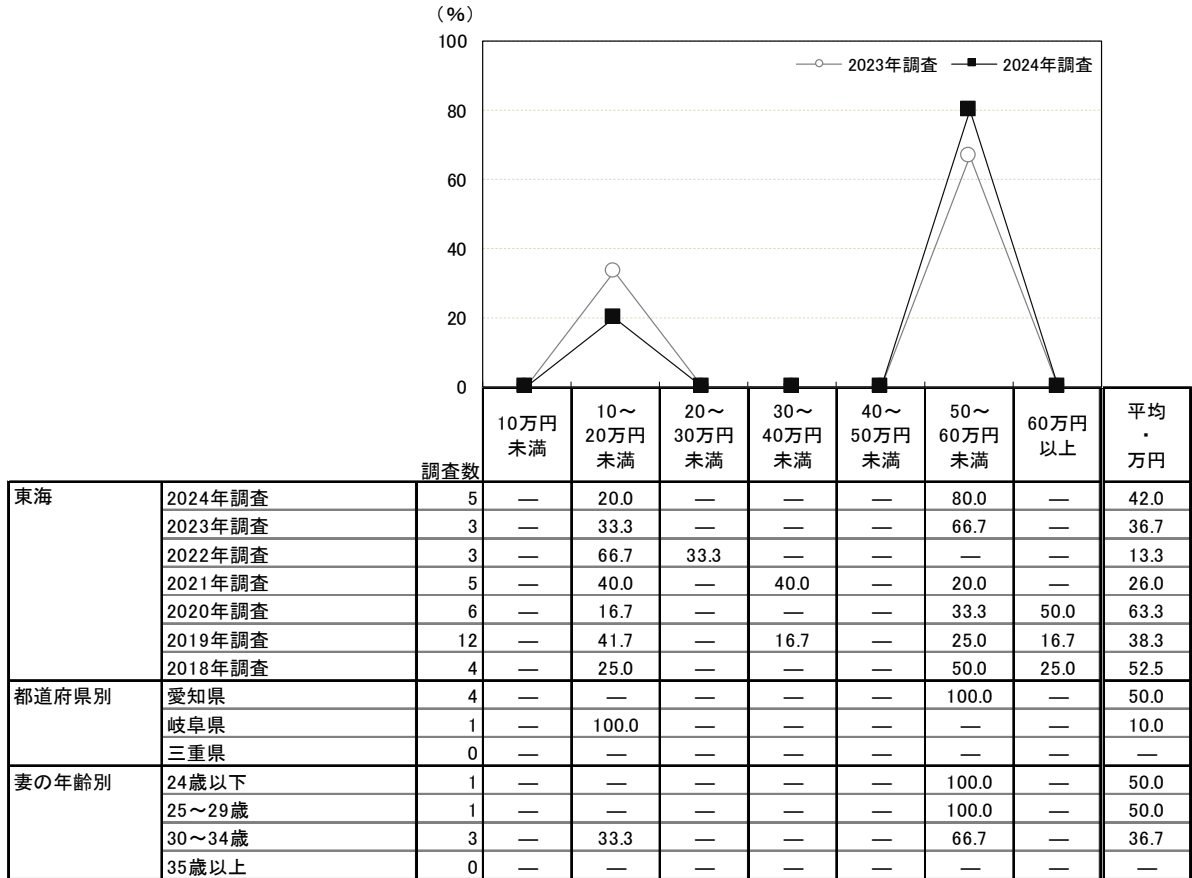 (%)
100
80
60
40
20
0
2023年調査 2024年調査
調査数 10万円未満 10～20万円未満 20～30万円未満 30～40万円未満 40～50万円未満 50～60万円未満 60万円以上 平均・万円
東海 2024年調査 5 — 20.0 — — — 80.0 — 42.0
2023年調査 3 — 33.3 — — — 66.7 — 36.7
2022年調査 3 — 66.7 33.3 — — — — 13.3
2021年調査 5 — 40.0 — 40.0 — 20.0 — 26.0
2020年調査 6 — 16.7 — — — 33.3 50.0 63.3
2019年調査 12 — 41.7 — 16.7 — 25.0 16.7 38.3
2018年調査 4 — 25.0 — — — 50.0 25.0 52.5
都道府県別 愛知県 4 — — — — — 100.0 — 50.0
岐阜県 1 — 100.0 — — — — — 10.0
三重県 0 — — — — — — — —
妻の年齢別 24歳以下 1 — — — — — 100.0 — 50.0
25～29歳 1 — — — — — 100.0 — 50.0
30～34歳 3 — 33.3 — — — 66.7 — 36.7
35歳以上 0 — — — — — — — —